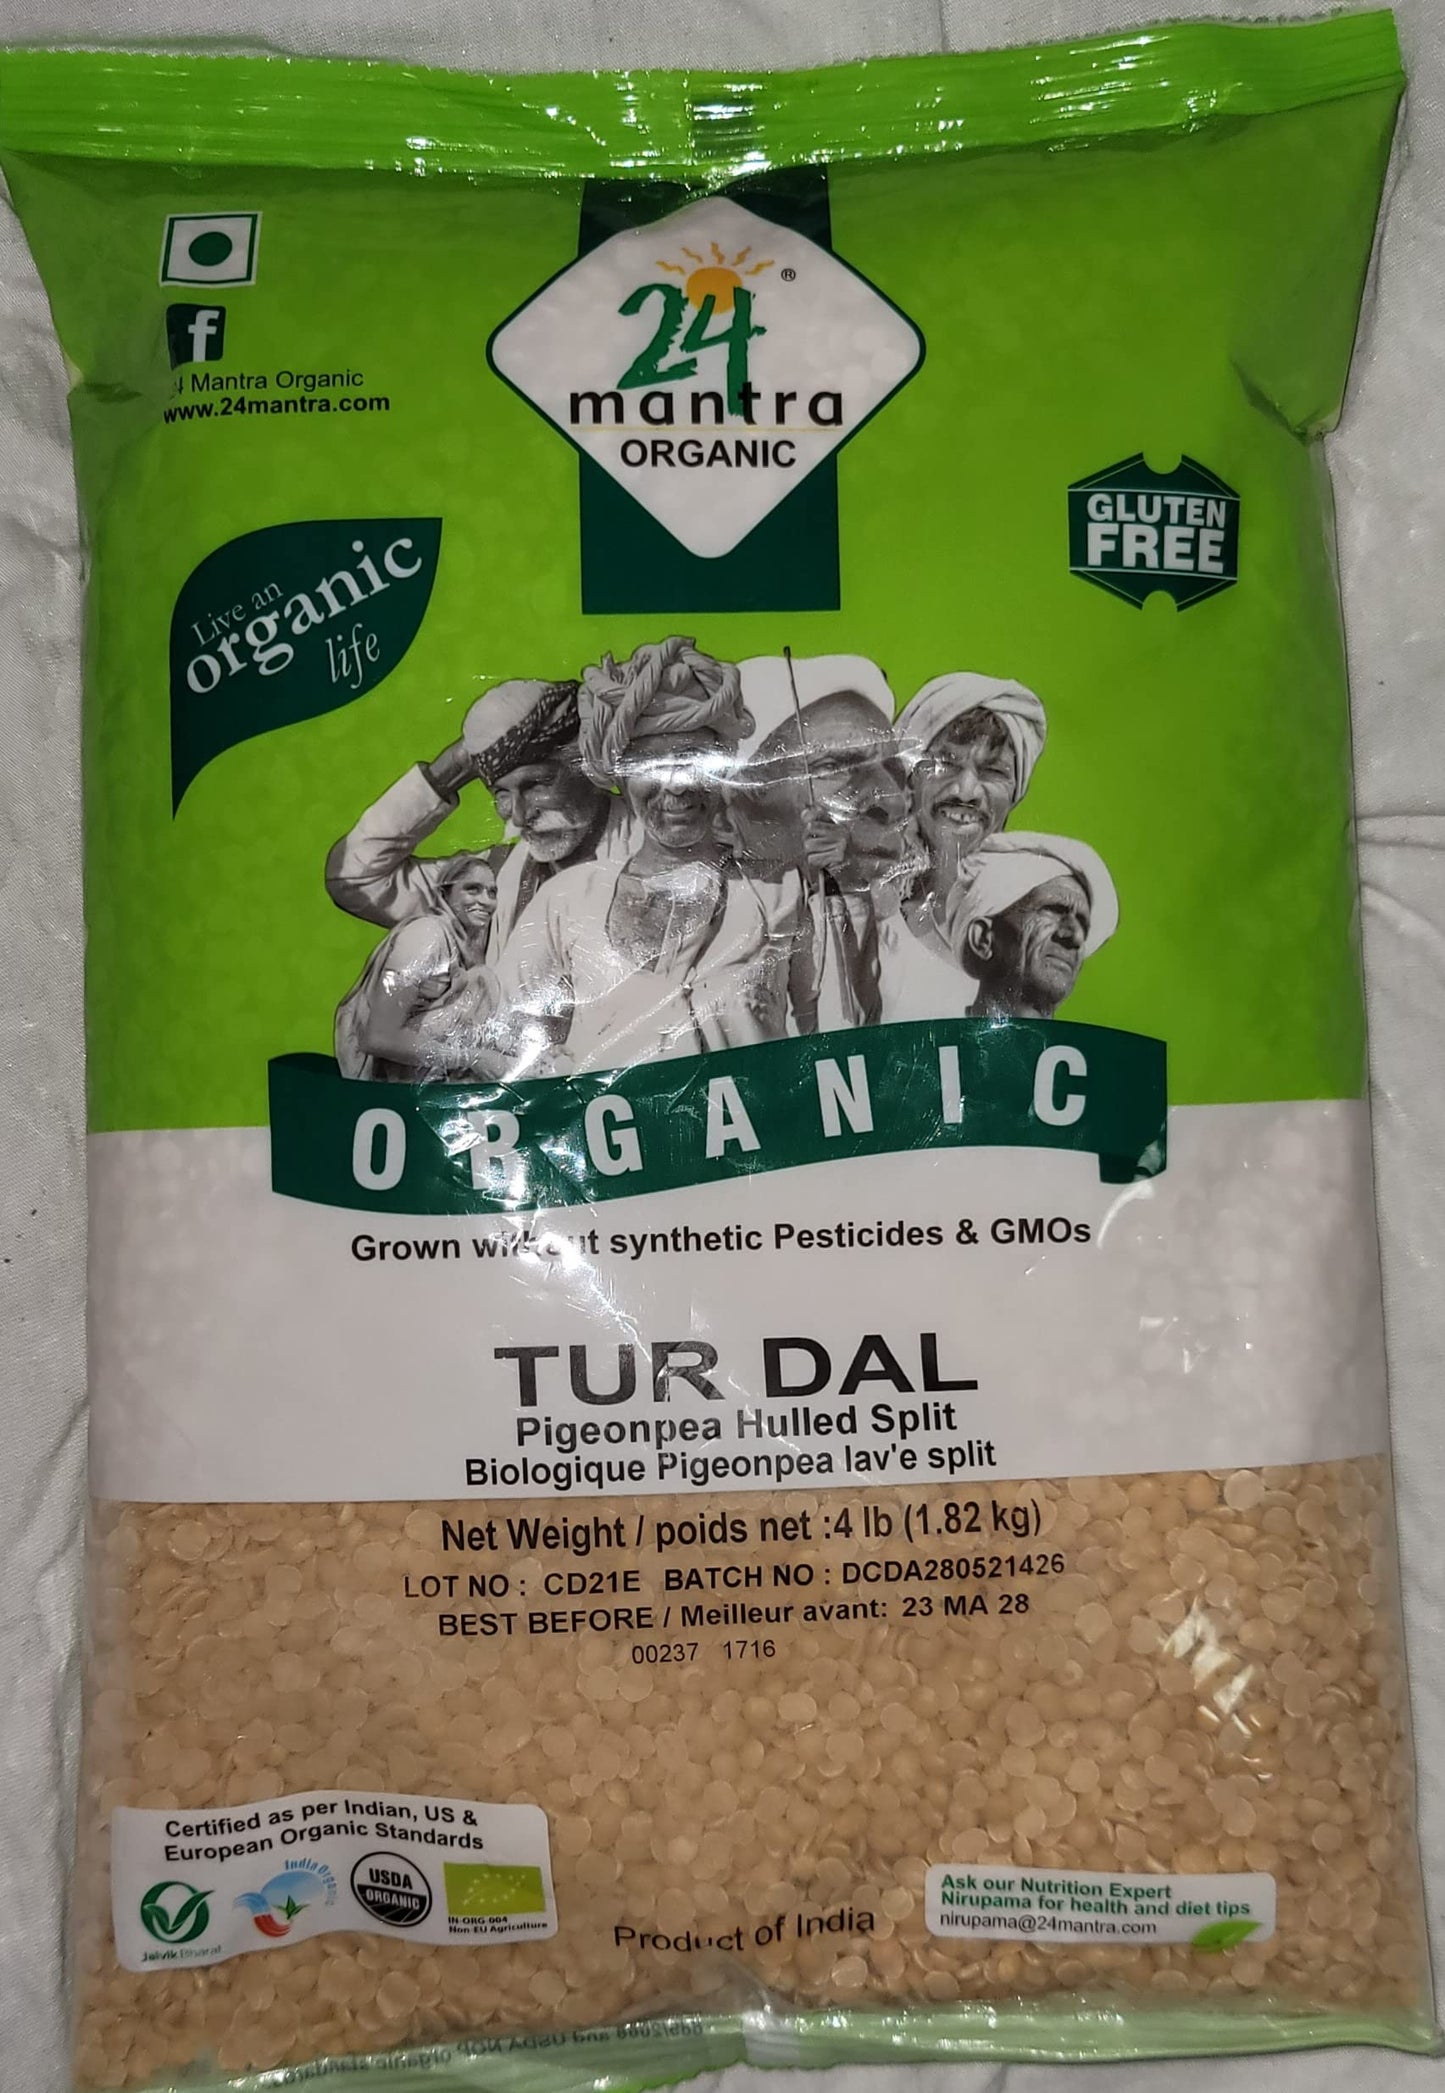 f
Mantra Organic
www.24mantra.com
24
mantra
ORGANIC
®
GLUTEN
FREE
Live an
organic
life
ORGANIC
Grown without synthetic Pesticides & GMOs
TUR DAL
Pigeonpea Hulled Split
Biologique Pigeonpea lav'e split
Net Weight / poids net :4 lb (1.82 kg)
LOT NO : CD21E BATCH NO : DCDA280521426
BEST BEFORE / Meilleur avant: 23 MA 28
00237 1716
Certified as per Indian, US &
European Organic Standards
Jaivik Bharat
India Organic
USDA
ORGANIC
IN-ORG-004
Non-EU Agriculture
Product of India
Ask our Nutrition Expert
Nirupama for health and diet tips
nirupama@24mantra.com